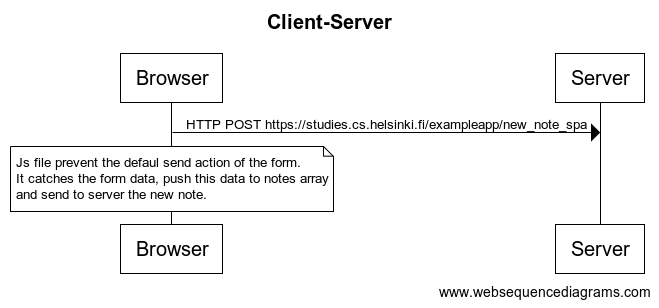 Client-Server
Browser
Server
HTTP POST https://studies.cs.helsinki.fi/exampleapp/new_note_spa
Js file prevent the defaul send action of the form.
It catches the form data, push this data to notes array
and send to server the new note.
Browser
Server
www.websequencediagrams.com